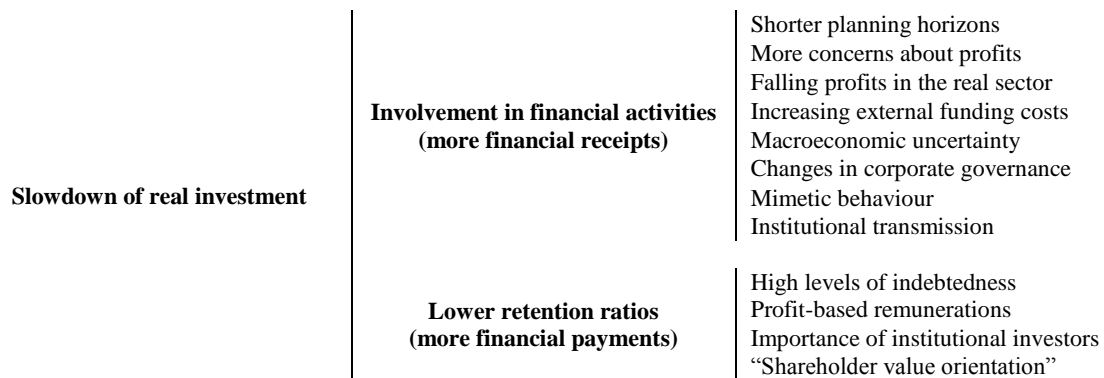 Slowdown of real investment
Involvement in financial activities
(more financial receipts)
Shorter planning horizons
More concerns about profits
Falling profits in the real sector
Increasing external funding costs
Macroeconomic uncertainty
Changes in corporate governance
Mimetic behaviour
Institutional transmission
Lower retention ratios
(more financial payments)
High levels of indebtedness
Profit-based remunerations
Importance of institutional investors
“Shareholder value orientation”